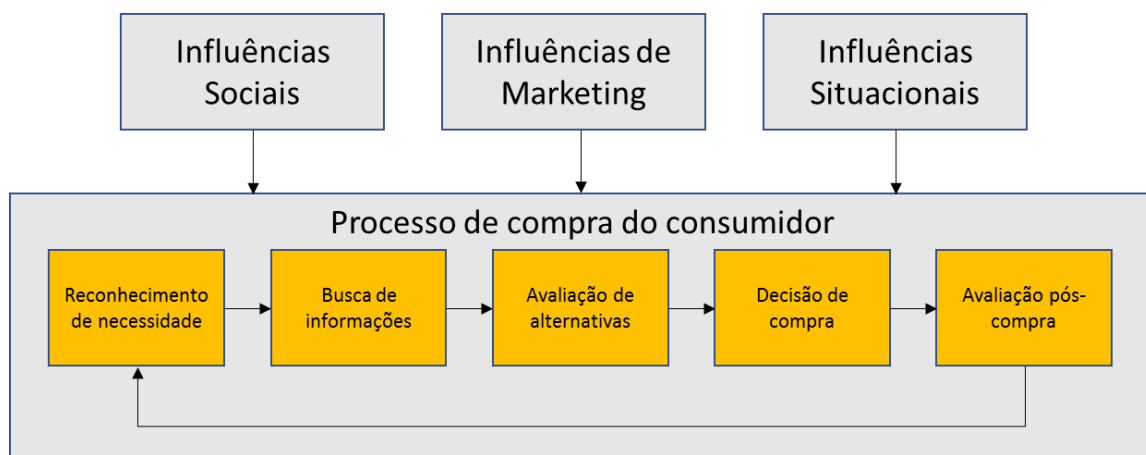 Influências
Sociais
Influências de
Marketing
Influências
Situacionais
Processo de compra do consumidor
Reconhecimento
de necessidade
Busca de
informações
Avaliação de
alternativas
Decisão de
compra
Avaliação pós-
compra